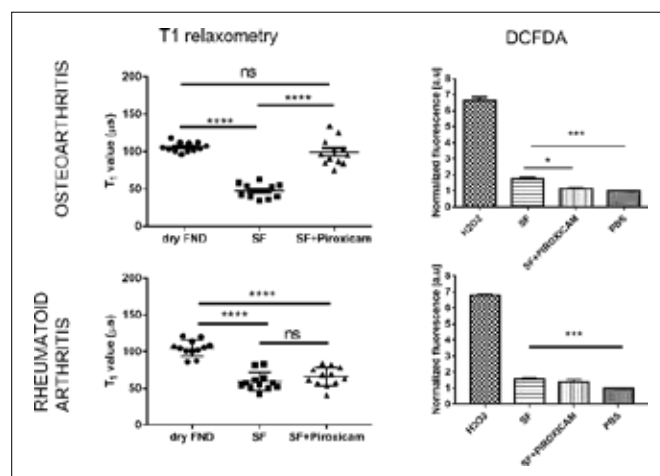 T1 relaxometry
DCFDA
OSTEOARTHRITIS
T1 value (µs)
200
150
100
50
0
ns
****
****
dry FND
SF
SF+Piroxicam
Normalized fluorescence [a.u]
8
7
6
5
4
3
2
1
0
***
*
H2O2
SF
SF+PIROXICAM
PBS
RHEUMATOID
ARTHRITIS
T1 value (µs)
200
150
100
50
0
****
****
ns
dry FND
SF
SF+Piroxicam
Normalized fluorescence [a.u]
8
7
6
5
4
3
2
1
0
***
H2O2
SF
SF+PIROXICAM
PBS